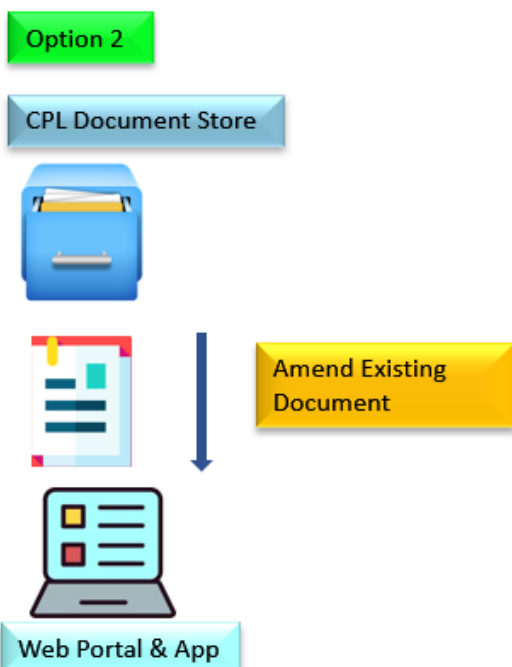 Option 2
CPL Document Store
Amend Existing
Document
Web Portal & App